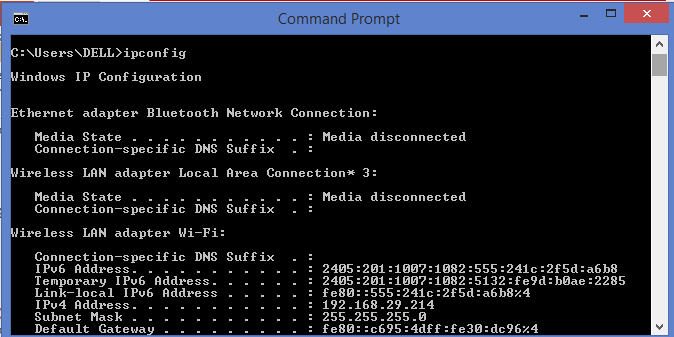 Command Prompt
C:\Users\DELL>ipconfig
Windows IP Configuration
Ethernet adapter Bluetooth Network Connection:
Media State . . . . . . . . . . . : Media disconnected
Connection-specific DNS Suffix . :
Wireless LAN adapter Local Area Connection* 3:
Media State . . . . . . . . . . . : Media disconnected
Connection-specific DNS Suffix . :
Wireless LAN adapter Wi-Fi:
Connection-specific DNS Suffix . :
IPv6 Address. . . . . . . . . . . : 2405:201:1007:1082:555:241c:2f5d:a6b8
Temporary IPv6 Address. . . . . . : 2405:201:1007:1082:5132:fe9d:b0ae:2285
Link-local IPv6 Address . . . . . : fe80::555:241c:2f5d:a6b8%4
IPv4 Address. . . . . . . . . . . : 192.168.29.214
Subnet Mask . . . . . . . . . . . : 255.255.255.0
Default Gateway . . . . . . . . . : fe80::c695:4dff:fe30:dc96%4